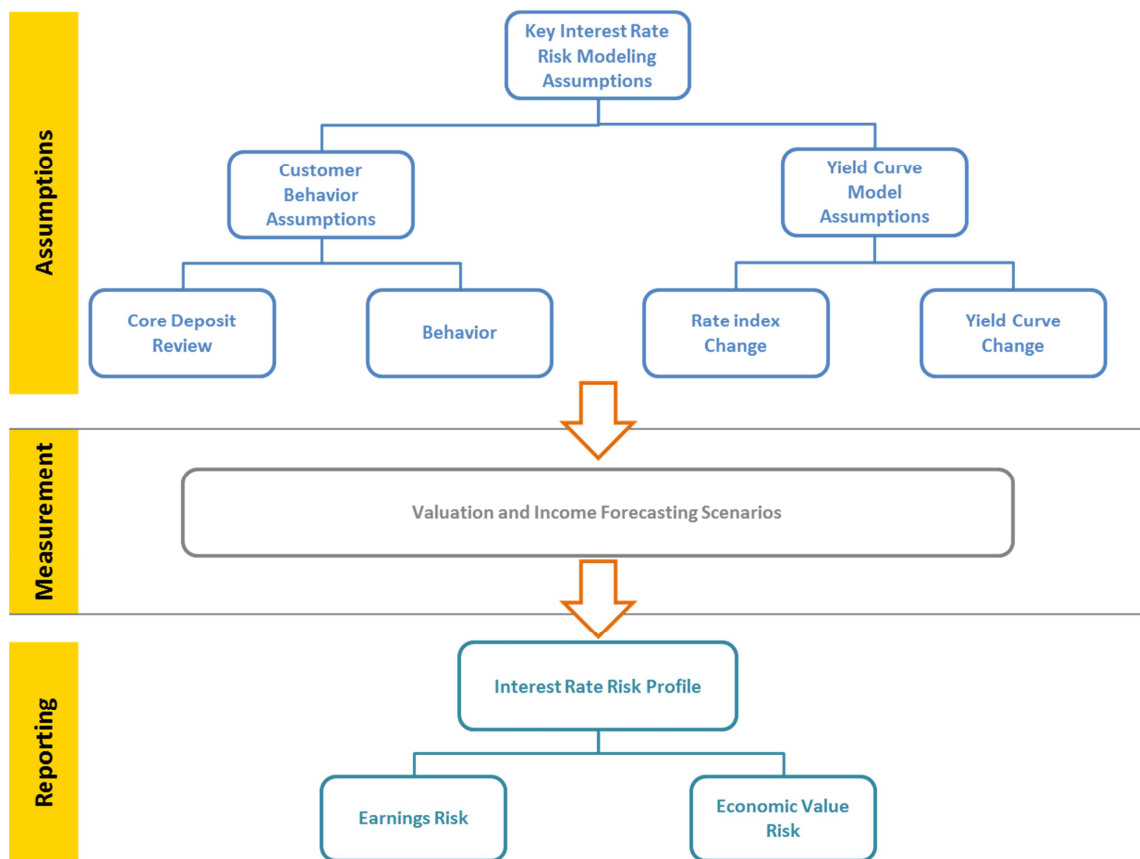 Assumptions
Key Interest Rate
Risk Modeling
Assumptions
Customer
Behavior
Assumptions
Yield Curve
Model
Assumptions
Core Deposit
Review
Behavior
Rate index
Change
Yield Curve
Change
Measurement
Valuation and Income Forecasting Scenarios
Reporting
Interest Rate Risk Profile
Earnings Risk
Economic Value
Risk